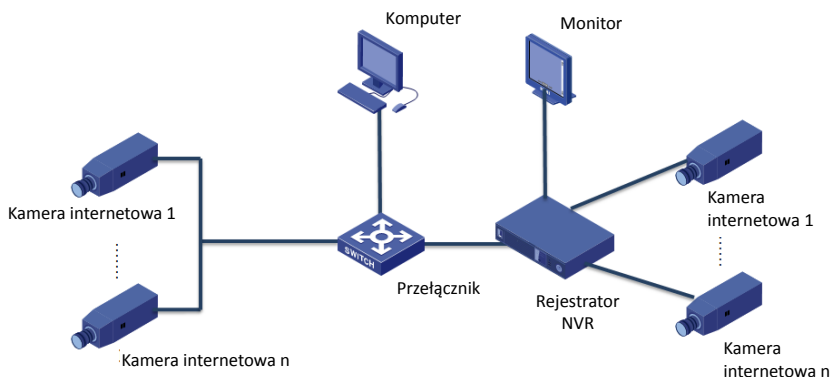 Komputer
Monitor
Kamera internetowa 1
Kamera
internetowa 1
SWITCH
Przełącznik
Rejestrator
NVR
Kamera internetowa n
Kamera
internetowa n